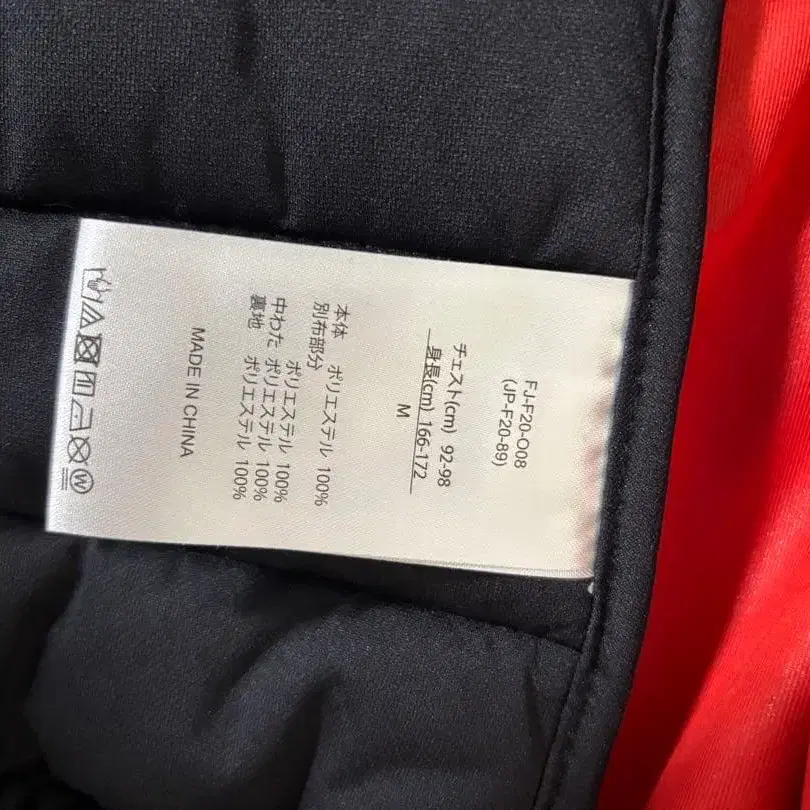 FJ-F20-O08
(JP-F20-89)
チェスト(cm) 92-98
身長(cm) 166-172
M
本体 ポリエステル 100%
別布部分
ポリエステル 100%
中わた ポリエステル 100%
裏地 ポリエステル 100%
MADE IN CHINA
W